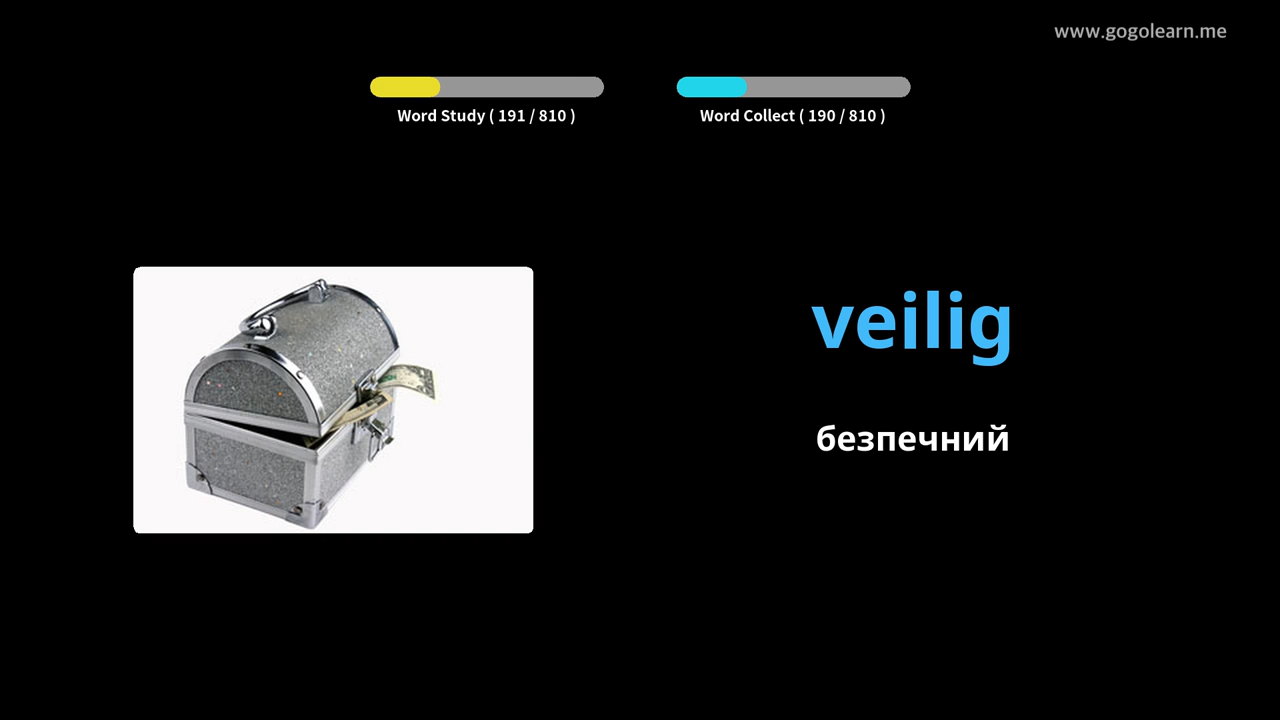 www.gogolearn.me
Word Study ( 191 / 810 )
Word Collect ( 190 / 810 )
veilig
безпечний